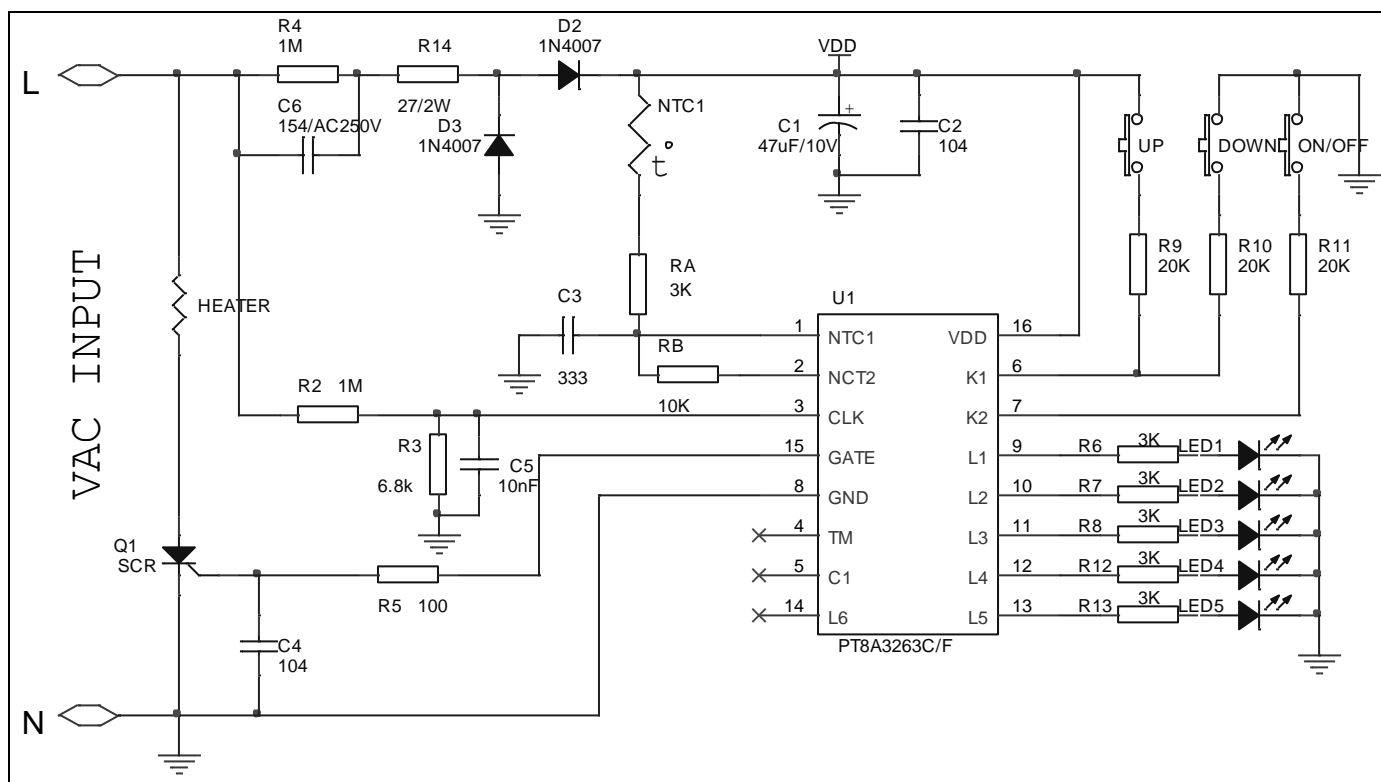 R4
1M
R14
D2
1N4007
VDD
L
C6
154/AC250V
27/2W
D3
1N4007
NTC1
t°
C1
47uF/10V
+
C2
104
UP
DOWN
ON/OFF
R9
20K
R10
20K
R11
20K
VAC INPUT
HEATER
RA
3K
C3
333
RB
10K
R2 1M
R3
6.8k
C5
10nF
U1
1 NTC1 VDD 16
2 NCT2 K1 6
3 CLK K2 7
15 GATE L1 9
8 GND L2 10
4 TM L3 11
5 C1 L4 12
14 L6 L5 13
PT8A3263C/F
R6 3K LED1
R7 3K LED2
R8 3K LED3
R12 3K LED4
R13 3K LED5
Q1
SCR
R5 100
C4
104
N